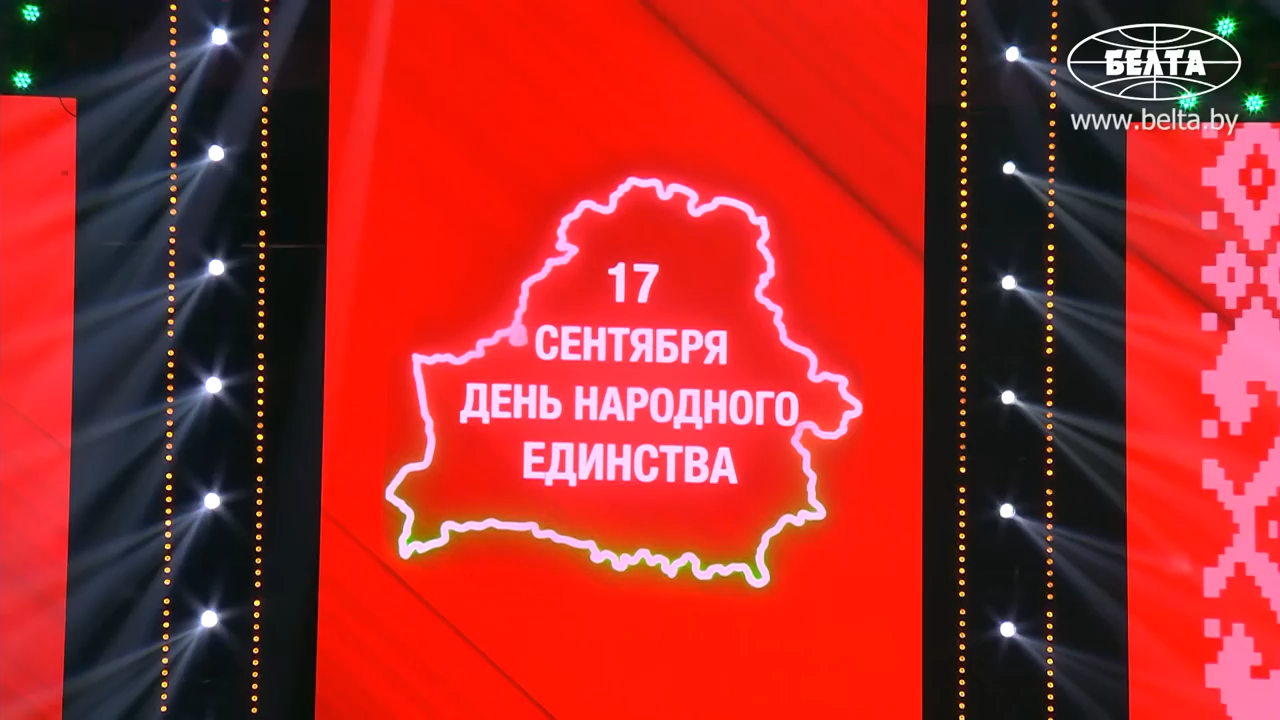 БЕЛТА
www.belta.by
17
СЕНТЯБРЯ
ДЕНЬ НАРОДНОГО
ЕДИНСТВА